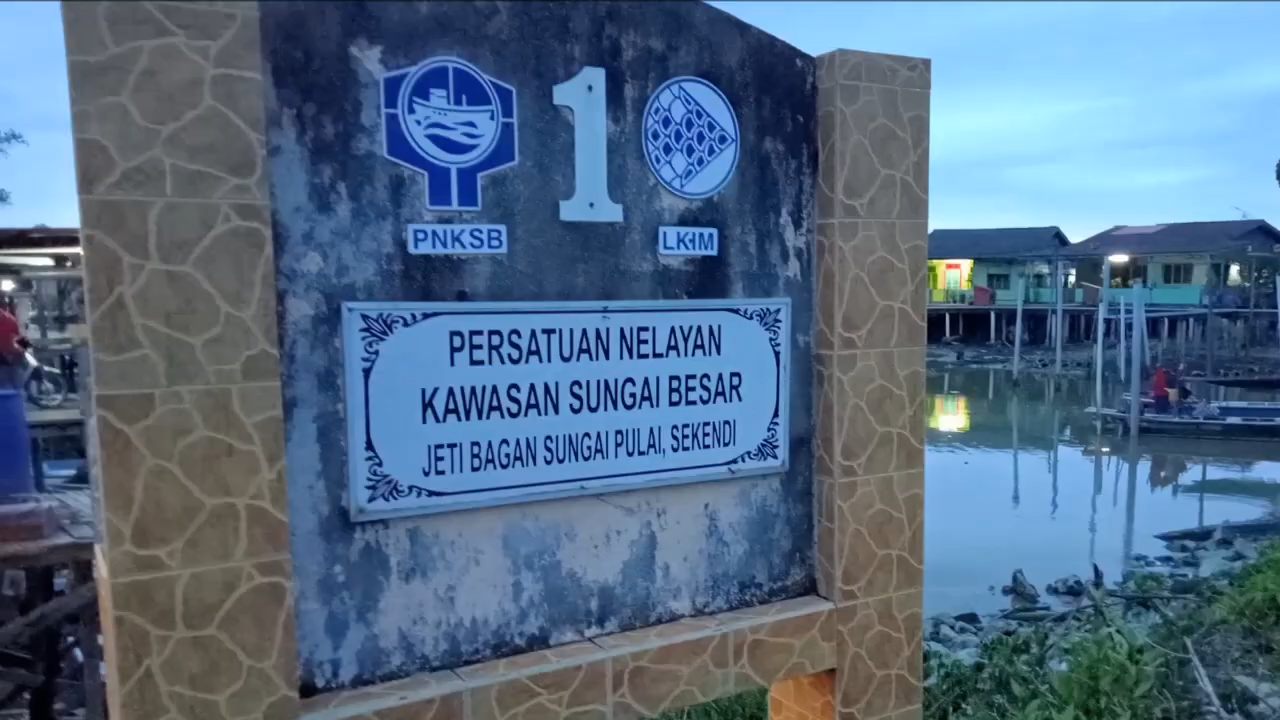 1
PNKSB
LKIM
PERSATUAN NELAYAN
KAWASAN SUNGAI BESAR
JETI BAGAN SUNGAI PULAI, SEKENDI